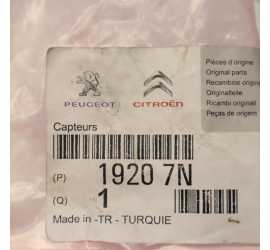 Pièces d'origine
Original parts
Recambios origina
Originalteile
Ricambi originali
Peças de origem
PEUGEOT CITROËN
Capteurs
(P) 1920 7N
(Q) 1
Made in -TR - TURQUIE